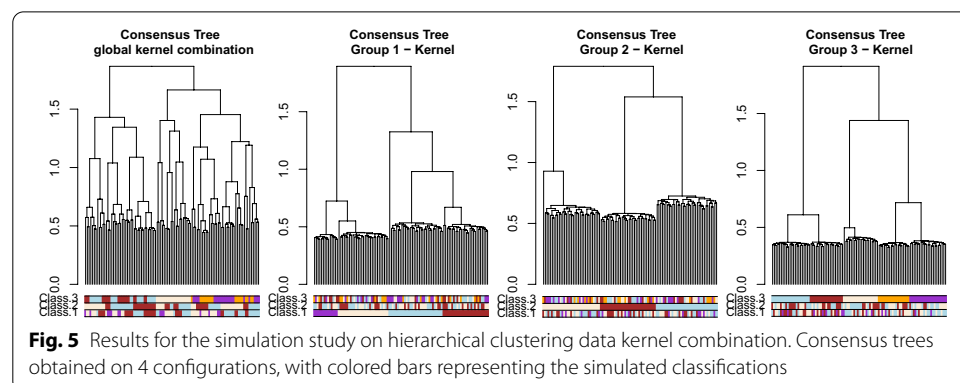 Consensus Tree
global kernel combination
0.0 0.5 1.0 1.5
Class.3
Class.2
Class.1
Consensus Tree
Group 1 − Kernel
0.0 0.5 1.0 1.5
Class.3
Class.2
Class.1
Consensus Tree
Group 2 − Kernel
0.0 0.5 1.0 1.5
Class.3
Class.2
Class.1
Consensus Tree
Group 3 − Kernel
0.0 0.5 1.0 1.5
Class.3
Class.2
Class.1
Fig. 5 Results for the simulation study on hierarchical clustering data kernel combination. Consensus trees
obtained on 4 configurations, with colored bars representing the simulated classifications